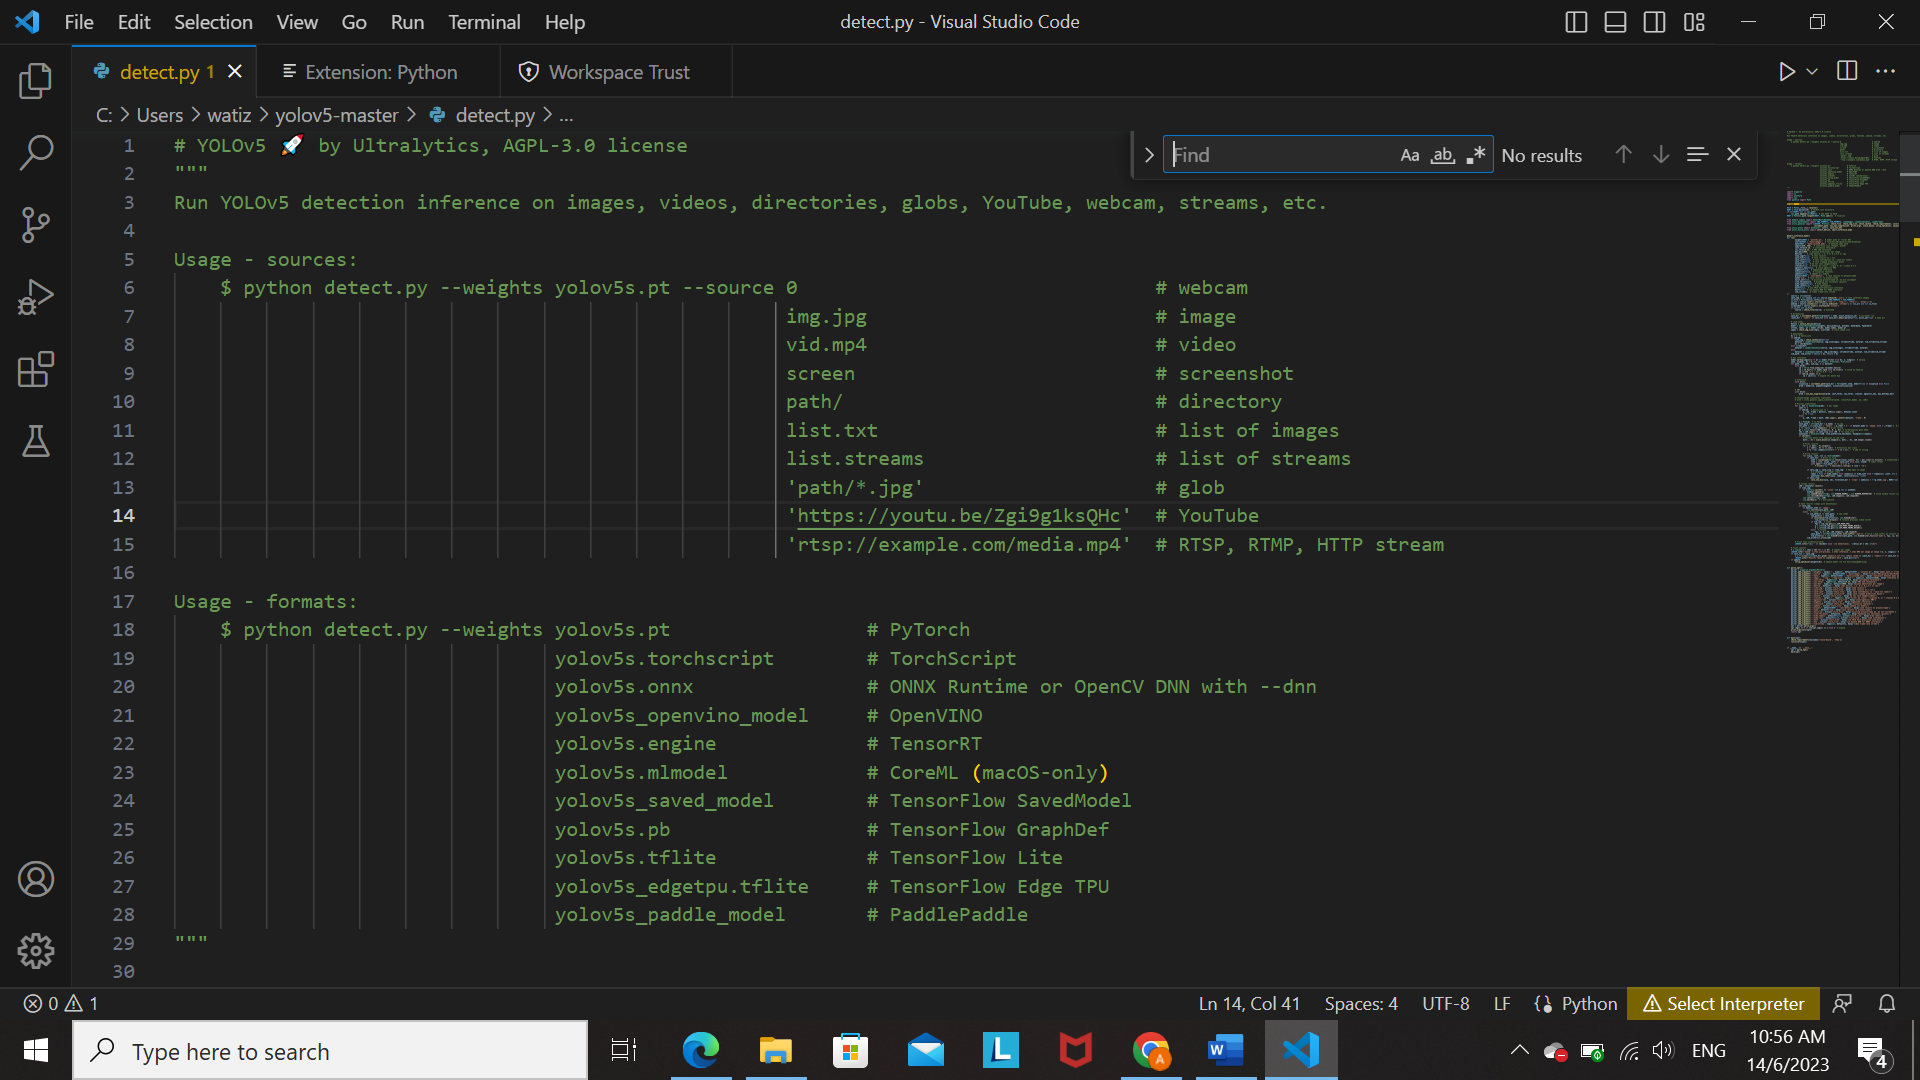 File Edit Selection View Go Run Terminal Help detect.py - Visual Studio Code
detect.py 1 Extension: Python Workspace Trust
C: > Users > watiz > yolov5-master > detect.py > ...
Find Aa ab .* No results
1 # YOLOv5 🚀 by Ultralytics, AGPL-3.0 license
2 """
3 Run YOLOv5 detection inference on images, videos, directories, globs, YouTube, webcam, streams, etc.
4
5 Usage - sources:
6 $ python detect.py --weights yolov5s.pt --source 0 # webcam
7 img.jpg # image
8 vid.mp4 # video
9 screen # screenshot
10 path/ # directory
11 list.txt # list of images
12 list.streams # list of streams
13 'path/*.jpg' # glob
14 'https://youtu.be/Zgi9g1ksQHc' # YouTube
15 'rtsp://example.com/media.mp4' # RTSP, RTMP, HTTP stream
16
17 Usage - formats:
18 $ python detect.py --weights yolov5s.pt # PyTorch
19 yolov5s.torchscript # TorchScript
20 yolov5s.onnx # ONNX Runtime or OpenCV DNN with --dnn
21 yolov5s_openvino_model # OpenVINO
22 yolov5s.engine # TensorRT
23 yolov5s.mlmodel # CoreML (macOS-only)
24 yolov5s_saved_model # TensorFlow SavedModel
25 yolov5s.pb # TensorFlow GraphDef
26 yolov5s.tflite # TensorFlow Lite
27 yolov5s_edgetpu.tflite # TensorFlow Edge TPU
28 yolov5s_paddle_model # PaddlePaddle
29 """
30
0 1 Ln 14, Col 41 Spaces: 4 UTF-8 LF Python Select Interpreter
Type here to search
L
A
W
ENG
10:56 AM
14/6/2023
4